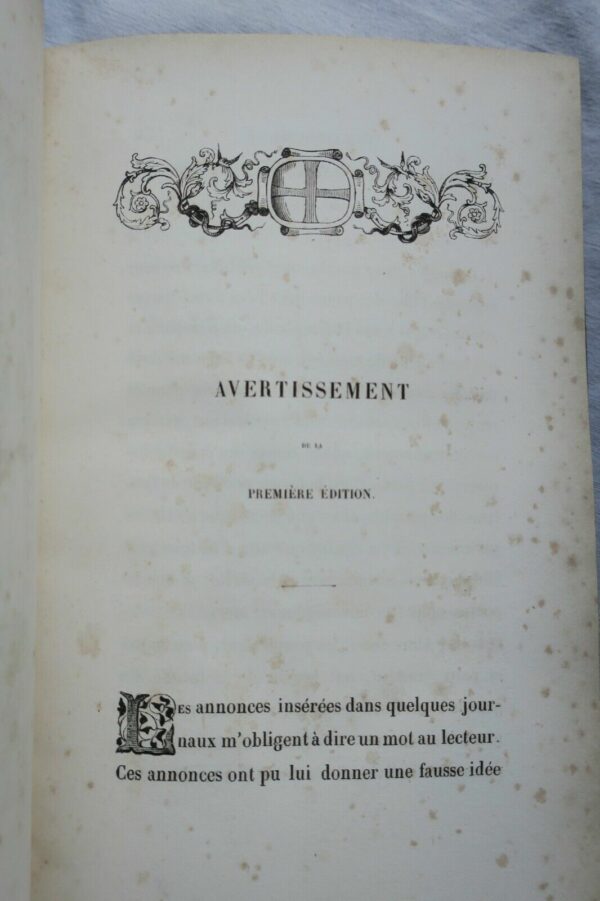 AVERTISSEMENT
DE LA
PREMIÈRE ÉDITION.
LES annonces insérées dans quelques jour-
naux m'obligent à dire un mot au lecteur.
Ces annonces ont pu lui donner une fausse idée